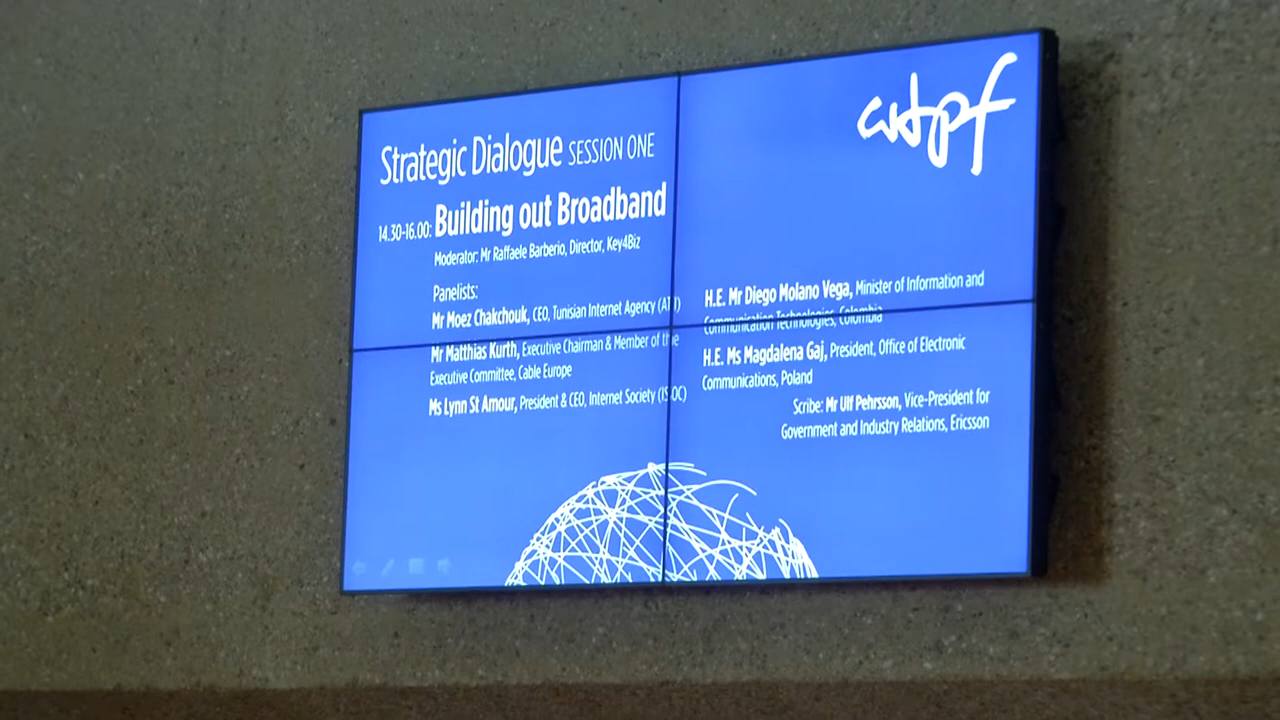 wtpf
Strategic Dialogue SESSION ONE
14.30-16.00: Building out Broadband
Moderator: Mr Raffaele Barberio, Director, Key4Biz
Panelists:
Mr Moez Chakchouk, CEO, Tunisian Internet Agency (ATI)
Mr Matthias Kurth, Executive Chairman & Member of the
Executive Committee, Cable Europe
Ms Lynn St Amour, President & CEO, Internet Society (ISOC)
H.E. Mr Diego Molano Vega, Minister of Information and
Communication Technologies, Colombia
H.E. Ms Magdalena Gaj, President, Office of Electronic
Communications, Poland
Scribe: Mr Ulf Pehrsson, Vice-President for
Government and Industry Relations, Ericsson